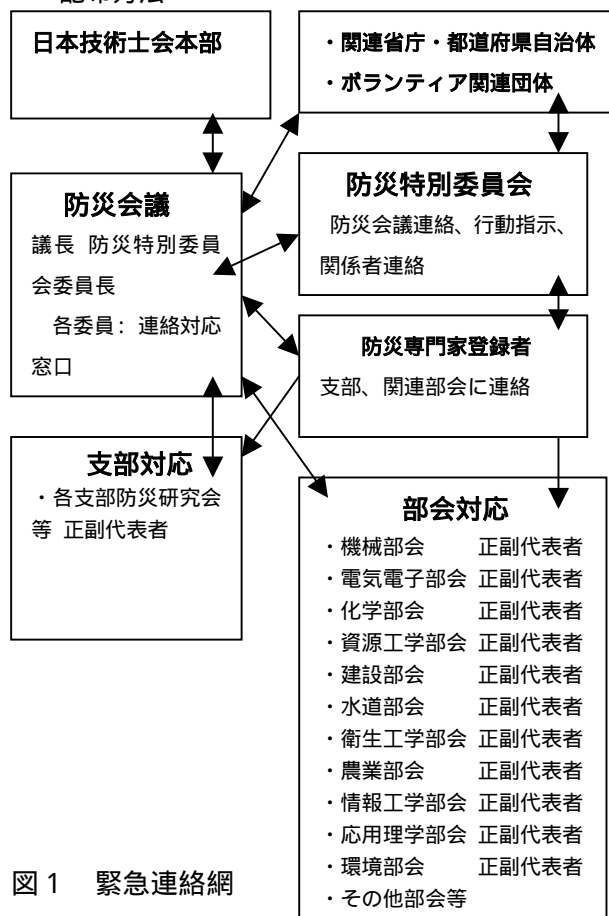 日本技術士会本部
・関連省庁・都道府県自治体
・ボランティア関連団体
防災会議
議長 防災特別委員
会委員長
各委員：連絡対応
窓口
防災特別委員会
防災会議連絡、行動指示、
関係者連絡
防災専門家登録者
支部、関連部会に連絡
支部対応
・各支部防災研究会
等 正副代表者
部会対応
・機械部会 正副代表者
・電気電子部会 正副代表者
・化学部会 正副代表者
・資源工学部会 正副代表者
・建設部会 正副代表者
・水道部会 正副代表者
・衛生工学部会 正副代表者
・農業部会 正副代表者
・情報工学部会 正副代表者
・応用理学部会 正副代表者
・環境部会 正副代表者
・その他部会等
図1 緊急連絡網